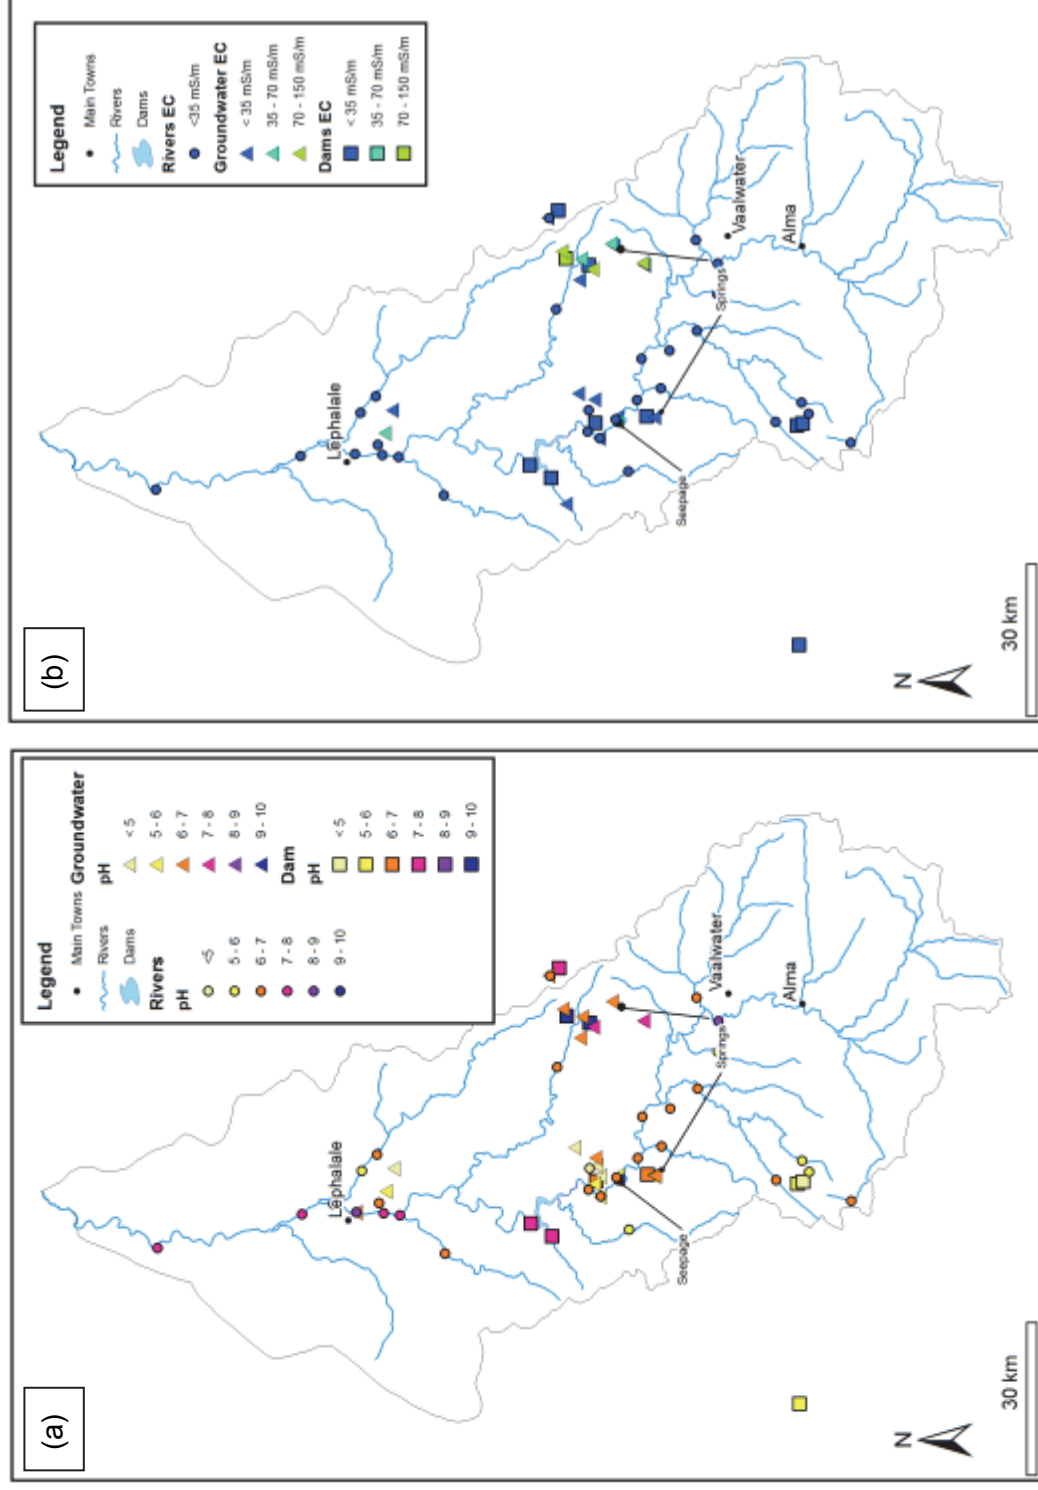 (a)
Legend
Main Towns
Rivers
Dams
Rivers
pH
<5
5 - 6
6 - 7
7 - 8
8 - 9
9 - 10
Groundwater
pH
< 5
5 - 6
6 - 7
7 - 8
8 - 9
9 - 10
Dam
pH
< 5
5 - 6
6 - 7
7 - 8
8 - 9
9 - 10
Lephalale
Vaalwater
Alma
Springs
Seepage
N
30 km
(b)
Legend
Main Towns
Rivers
Dams
Rivers EC
<35 mS/m
Groundwater EC
< 35 mS/m
35 - 70 mS/m
70 - 150 mS/m
Dams EC
< 35 mS/m
35 - 70 mS/m
70 - 150 mS/m
Lephalale
Vaalwater
Alma
Springs
Seepage
N
30 km